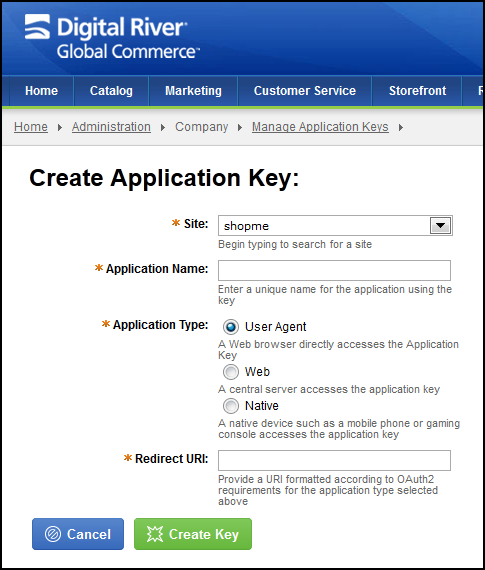 Digital River®
Global Commerce™
Home Catalog Marketing Customer Service Storefront R
Home Administration Company Manage Application Keys
Create Application Key:
* Site: shopme
Begin typing to search for a site
* Application Name:
Enter a unique name for the application using the
key
* Application Type: User Agent
A Web browser directly accesses the Application
Key
Web
A central server accesses the application key
Native
A native device such as a mobile phone or gaming
console accesses the application key
* Redirect URI:
Provide a URI formatted according to OAuth2
requirements for the application type selected
above
Cancel Create Key